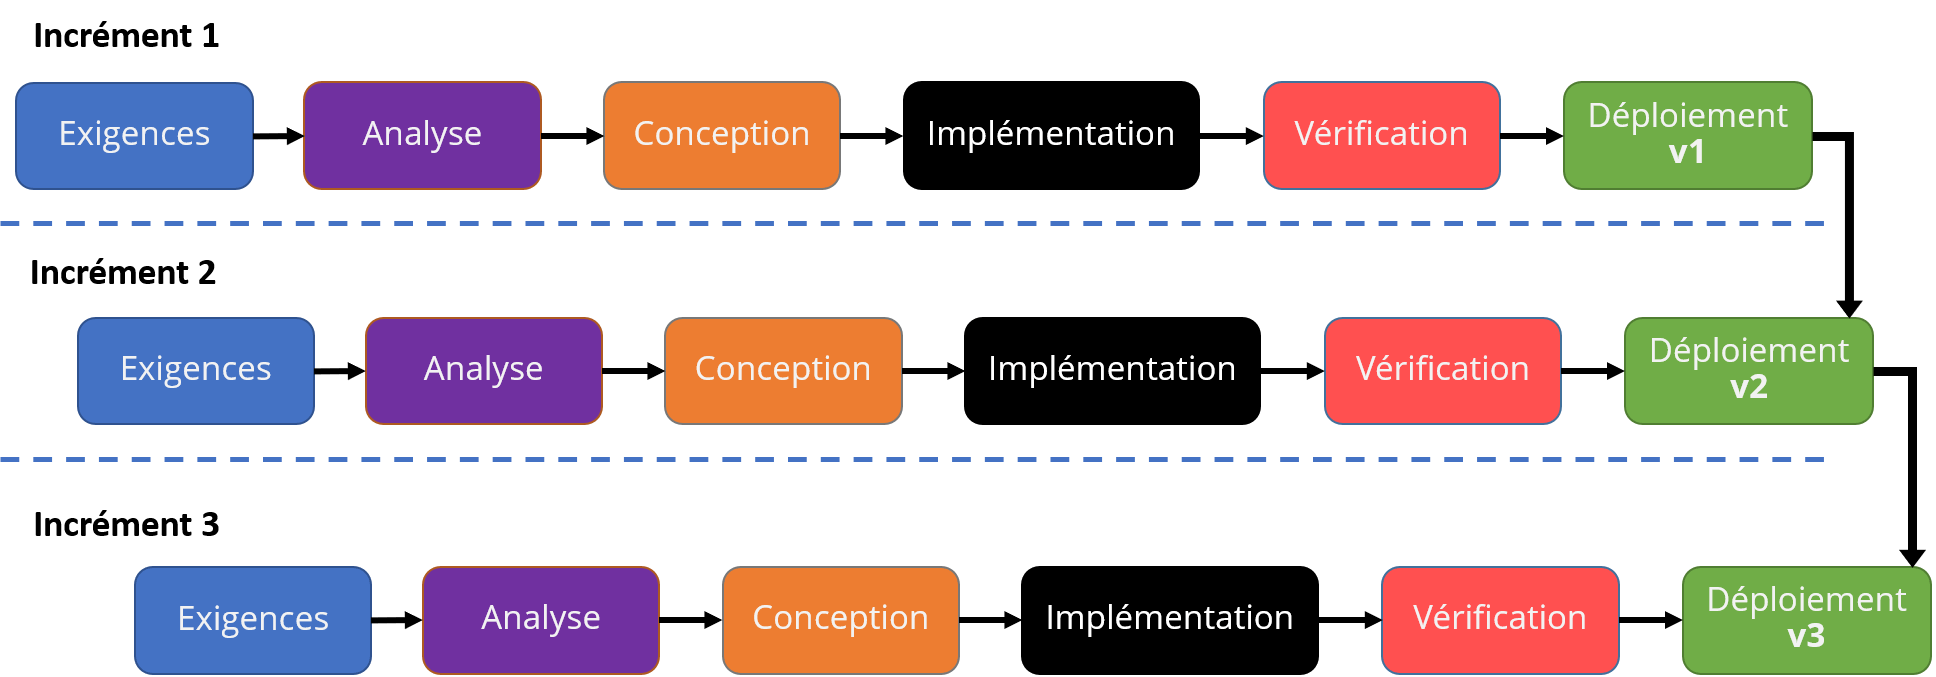 Incrément 1
Exigences
Analyse
Conception
Implémentation
Vérification
Déploiement
v1
Incrément 2
Exigences
Analyse
Conception
Implémentation
Vérification
Déploiement
v2
Incrément 3
Exigences
Analyse
Conception
Implémentation
Vérification
Déploiement
v3